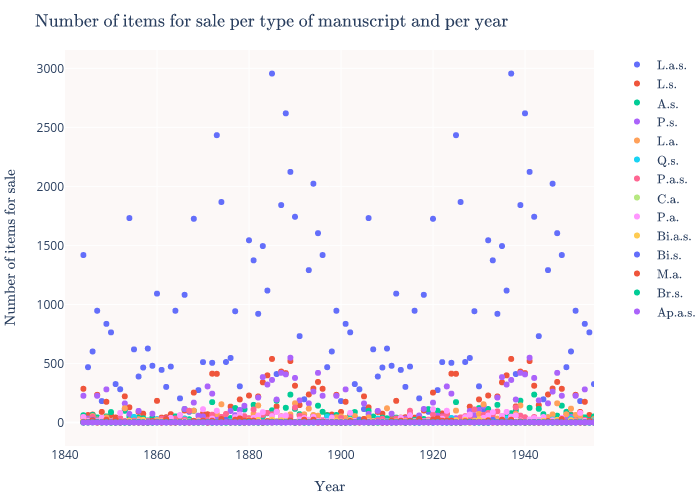 Number of items for sale per type of manuscript and per year
3000
2500
2000
1500
1000
500
0
Number of items for sale
1840
1860
1880
1900
1920
1940
Year
L.a.s.
L.s.
A.s.
P.s.
L.a.
Q.s.
P.a.s.
C.a.
P.a.
Bi.a.s.
Bi.s.
M.a.
Br.s.
Ap.a.s.